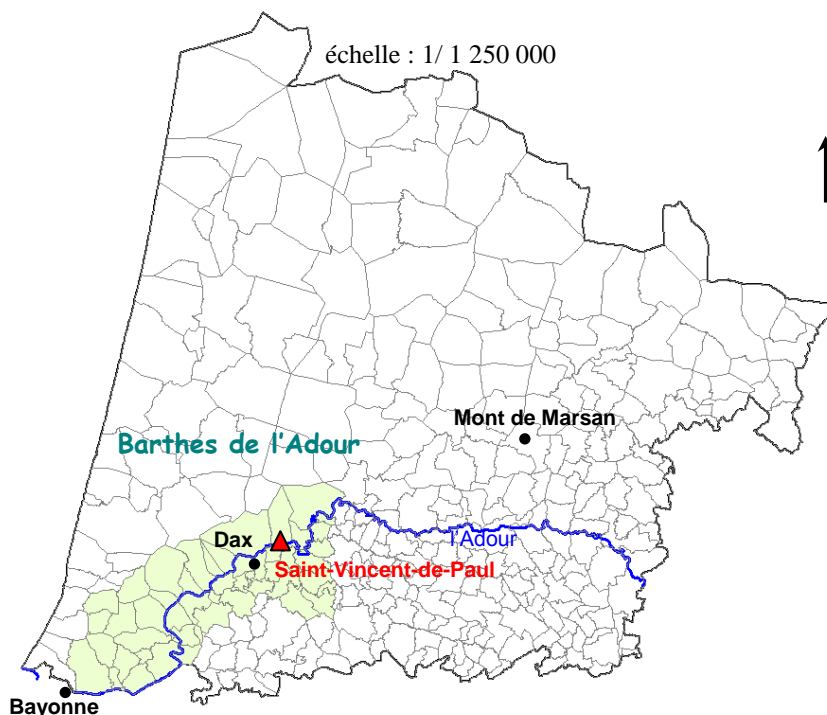 échelle : 1/ 1 250 000
Mont de Marsan
Barthes de l'Adour
Dax
l'Adour
Saint-Vincent-de-Paul
Bayonne